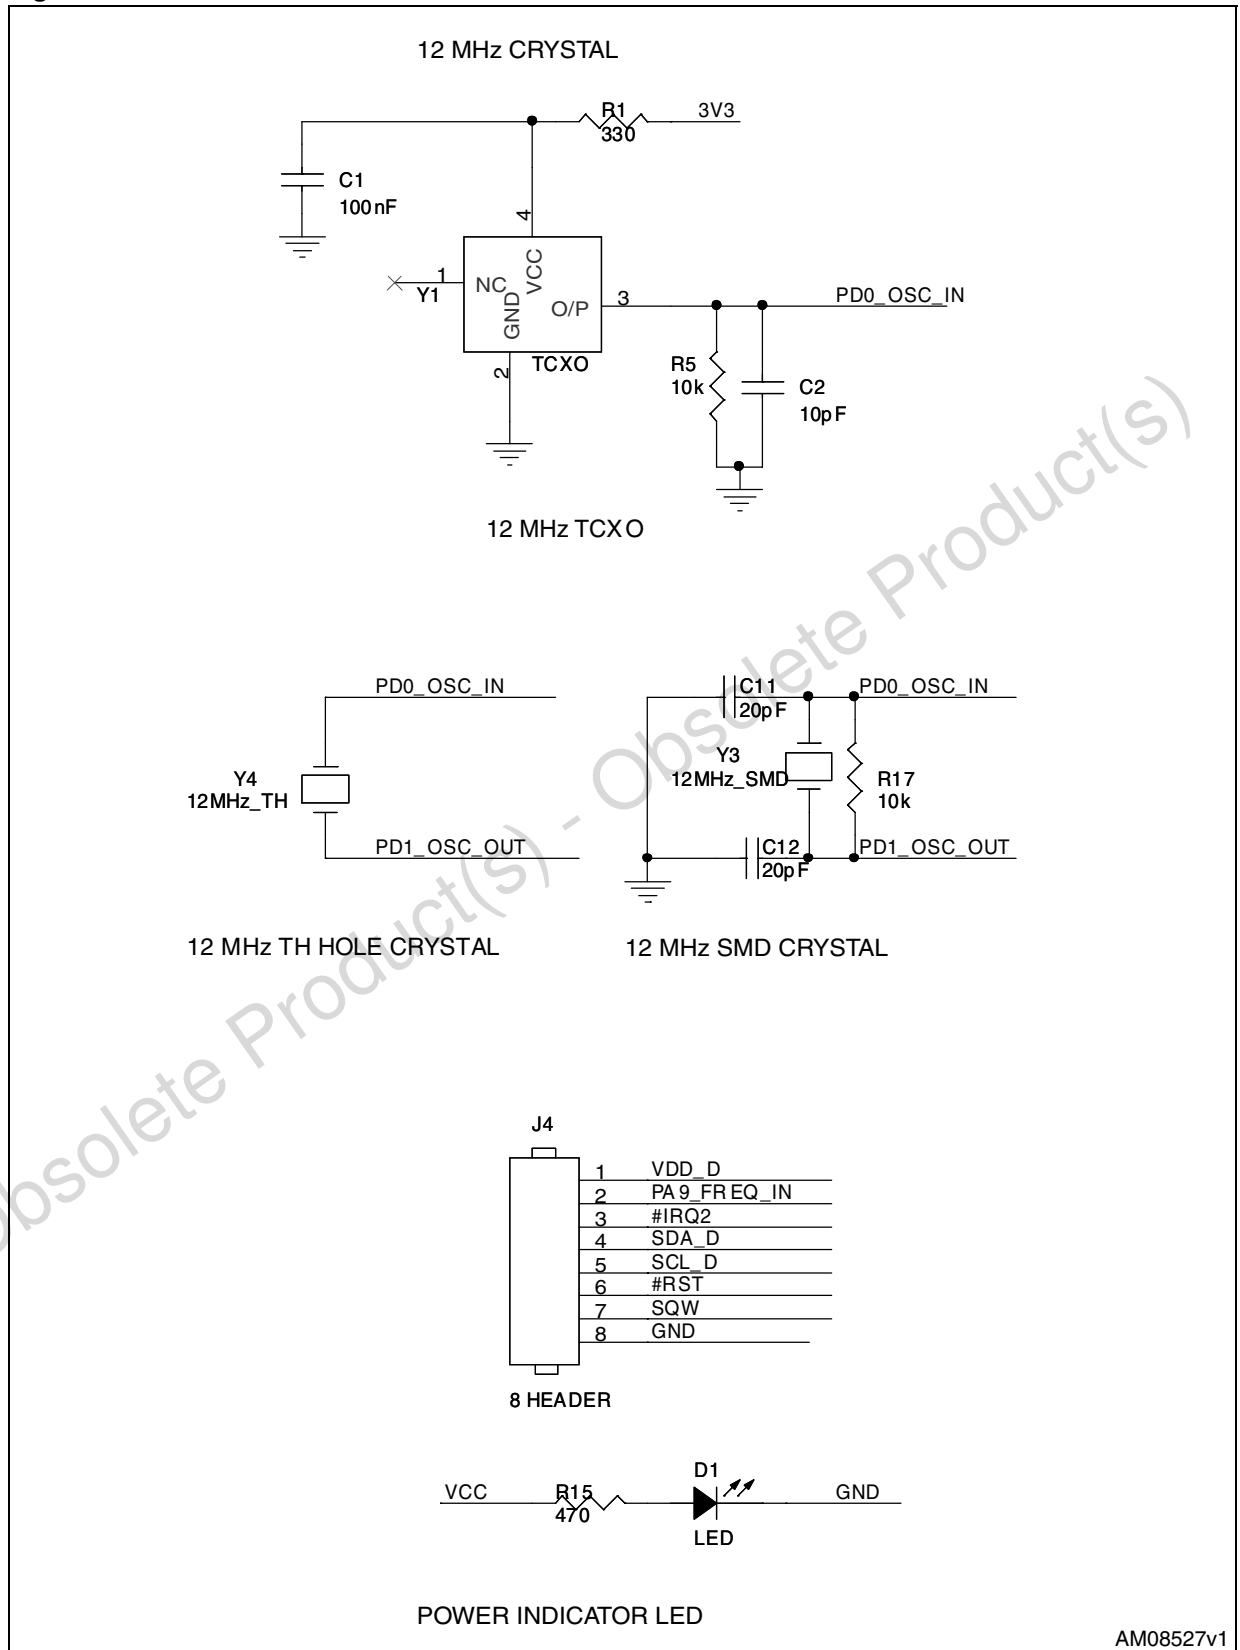 12 MHz CRYSTAL
R1
330
3V3
C1
100nF
4
1
Y1
NC
GND
VCC
O/P
3
PD0_OSC_IN
2
TCXO
R5
10k
C2
10pF
12 MHz TCXO
PD0_OSC_IN
Y4
12MHz_TH
PD1_OSC_OUT
12 MHz TH HOLE CRYSTAL
C11
20pF
PD0_OSC_IN
Y3
12MHz_SMD
R17
10k
C12
20pF
PD1_OSC_OUT
12 MHz SMD CRYSTAL
J4
1 VDD_D
2 PA9_FREQ_IN
3 #IRQ2
4 SDA_D
5 SCL_D
6 #RST
7 SQW
8 GND
8 HEADER
VCC
R15
470
D1
LED
GND
POWER INDICATOR LED
AM08527v1
Obsolete Product(s) - Obsolete Product(s)